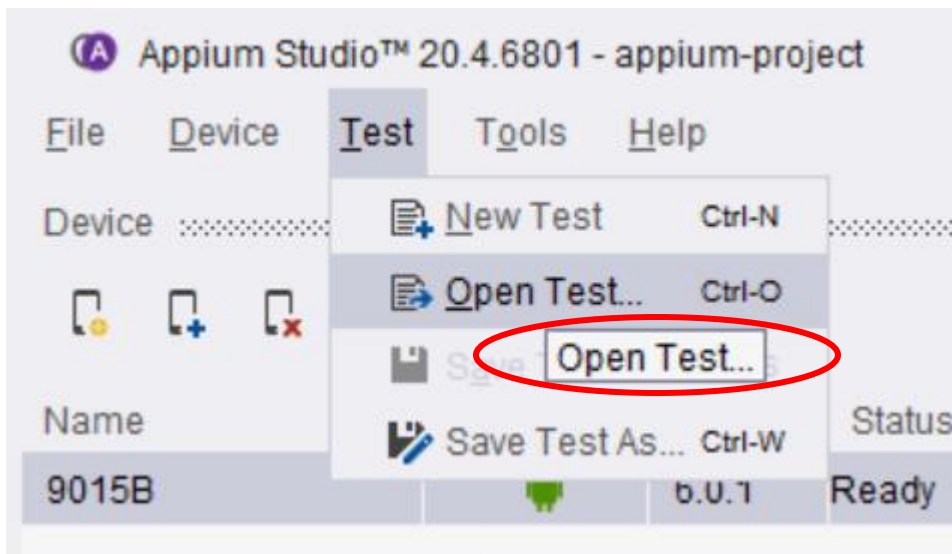 Appium Studio™ 20.4.6801 - appium-project
File Device Test Tools Help
Device
New Test Ctrl-N
Open Test... Ctrl-O
Open Test...
Name
Status
Save Test As... Ctrl-W
9015B 6.0.1 Ready